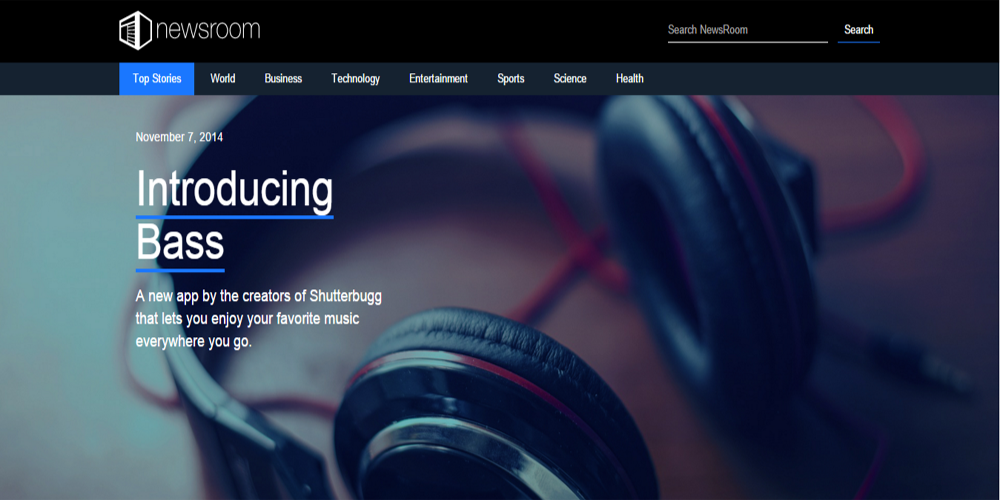 newsroom
Search NewsRoom Search
Top Stories World Business Technology Entertainment Sports Science Health
November 7, 2014
Introducing
Bass
A new app by the creators of Shutterbugg
that lets you enjoy your favorite music
everywhere you go.